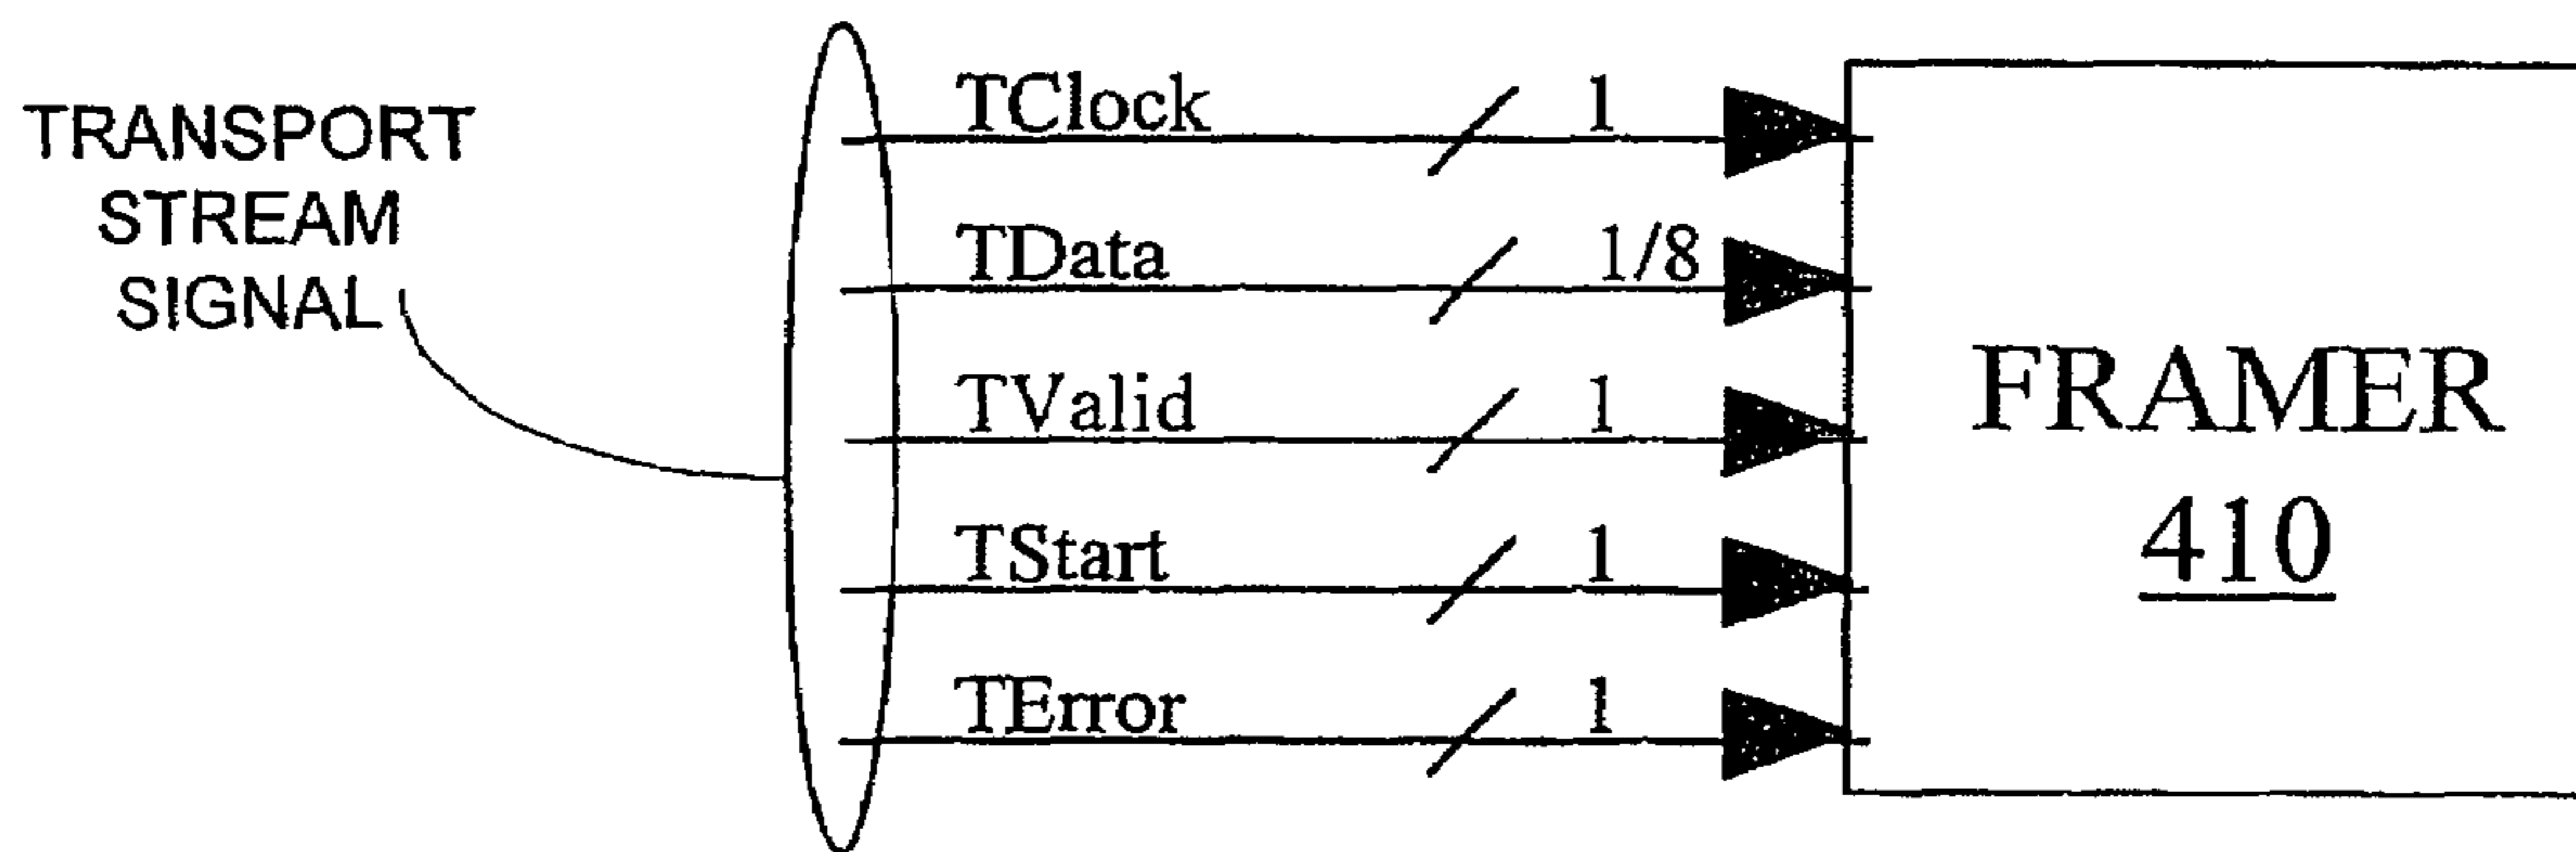 TRANSPORT
STREAM
SIGNAL
TClock 1
TData 1/8
TValid 1
TStart 1
TError 1
FRAMER
410